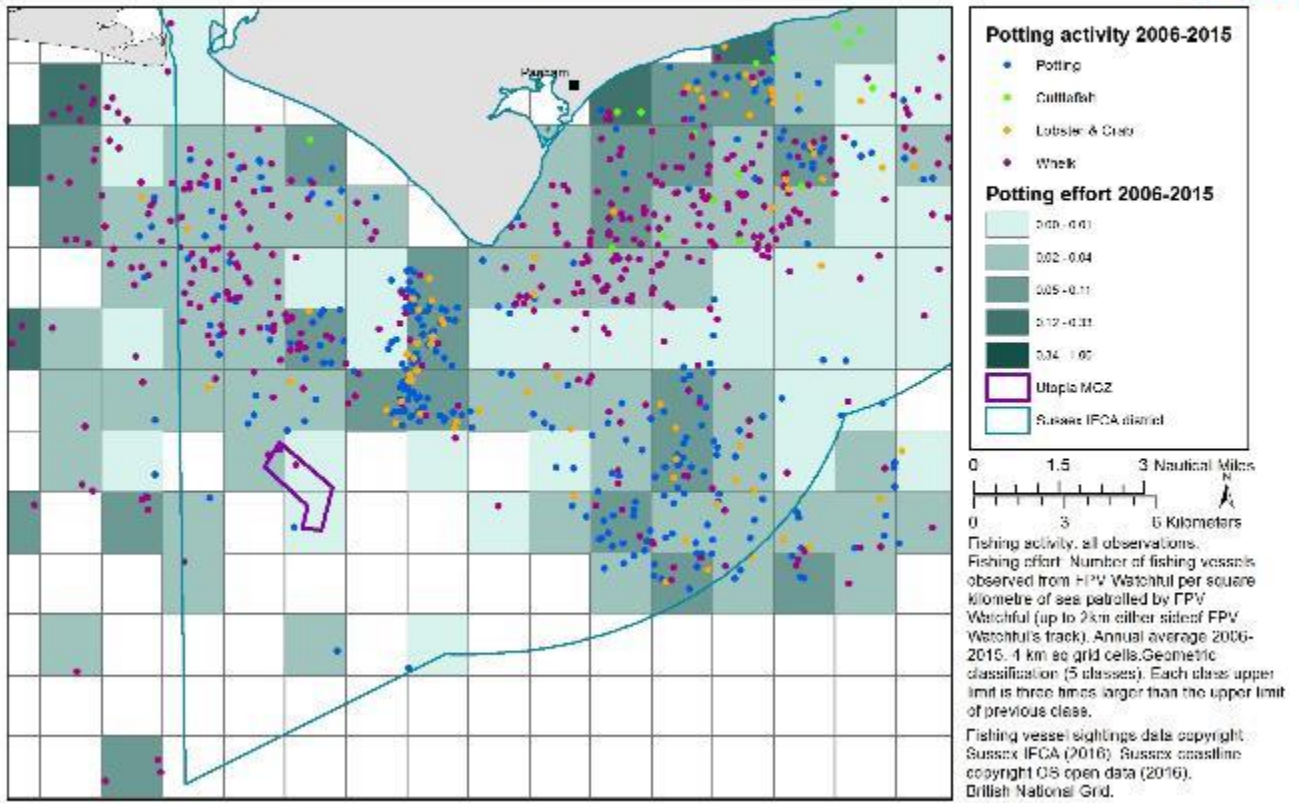 Pagham
Potting activity 2006-2015
Potting
Cuttlefish
Lobster & Crab
Whelk
Potting effort 2006-2015
0.00 - 0.01
0.02 - 0.04
0.05 - 0.11
0.12 - 0.33
0.34 - 1.00
Utopia MCZ
Sussex IFCA district
0 1.5 3 Nautical Miles
N
0 3 6 Kilometers
Fishing activity: all observations.
Fishing effort: Number of fishing vessels
observed from FPV Watchful per square
kilometre of sea patrolled by FPV
Watchful (up to 2km either sideof FPV
Watchful's track). Annual average 2006-
2015. 4 km sq grid cells.Geometric
classification (5 classes). Each class upper
limit is three times larger than the upper limit
of previous class.
Fishing vessel sightings data copyright
Sussex IFCA (2016). Sussex coastline
copyright OS open data (2016).
British National Grid.